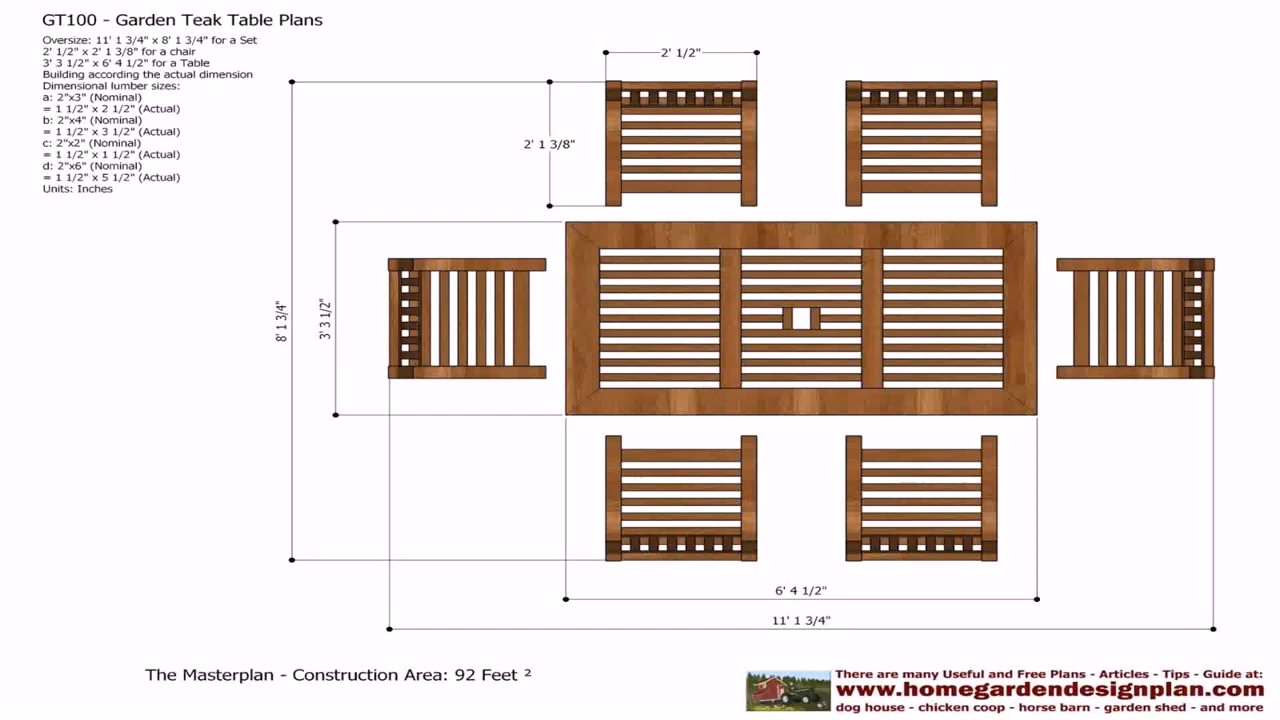 GT100 - Garden Teak Table Plans
Oversize: 11' 1 3/4" x 8' 1 3/4" for a Set
2' 1/2" x 2' 1 3/8" for a chair
3' 3 1/2" x 6' 4 1/2" for a Table
Building according the actual dimension
Dimensional lumber sizes:
a: 2"x3" (Nominal)
= 1 1/2" x 2 1/2" (Actual)
b: 2"x4" (Nominal)
= 1 1/2" x 3 1/2" (Actual)
c: 2"x2" (Nominal)
= 1 1/2" x 1 1/2" (Actual)
d: 2"x6" (Nominal)
= 1 1/2" x 5 1/2" (Actual)
Units: Inches
2' 1/2"
2' 1 3/8"
8' 1 3/4"
3' 3 1/2"
6' 4 1/2"
11' 1 3/4"
The Masterplan - Construction Area: 92 Feet ²
There are many Useful and Free Plans - Articles - Tips - Guide at:
www.homegardendesignplan.com
dog house - chicken coop - horse barn - garden shed - and more